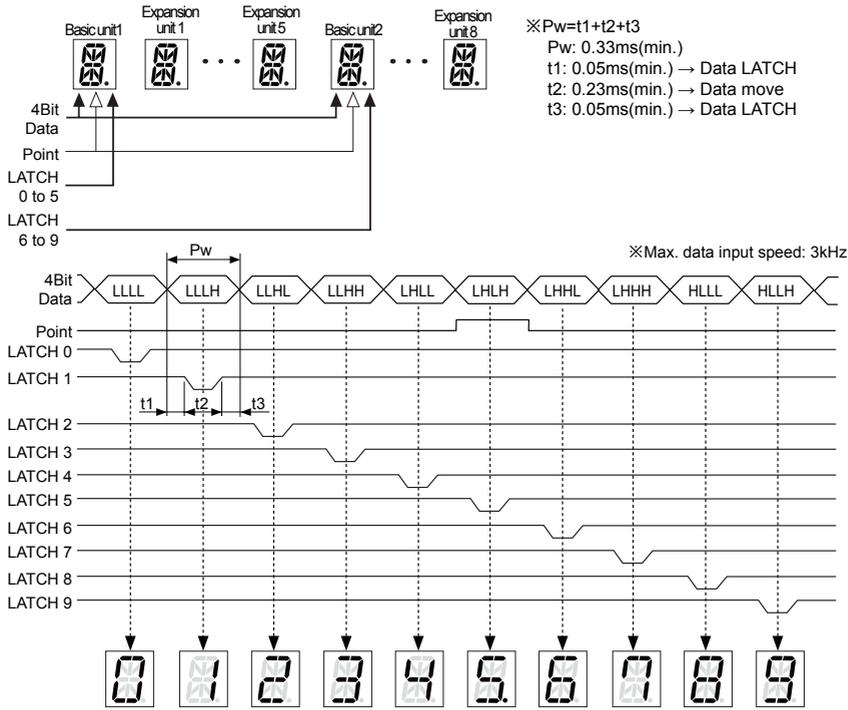 Basic unit1
Expansion
unit 1
Expansion
unit 5
Basic unit2
Expansion
unit 8
※Pw=t1+t2+t3
Pw: 0.33ms(min.)
t1: 0.05ms(min.) → Data LATCH
t2: 0.23ms(min.) → Data move
t3: 0.05ms(min.) → Data LATCH
4Bit
Data
Point
LATCH
0 to 5
LATCH
6 to 9
Pw
※Max. data input speed: 3kHz
4Bit
Data
LLLL LLLH LLHL LLHH LHLL LHLH LHHL LHHH HLLL HLLH
Point
LATCH 0
LATCH 1
t1 t2 t3
LATCH 2
LATCH 3
LATCH 4
LATCH 5
LATCH 6
LATCH 7
LATCH 8
LATCH 9
0 1 2 3 4 5. 6 7 8 9